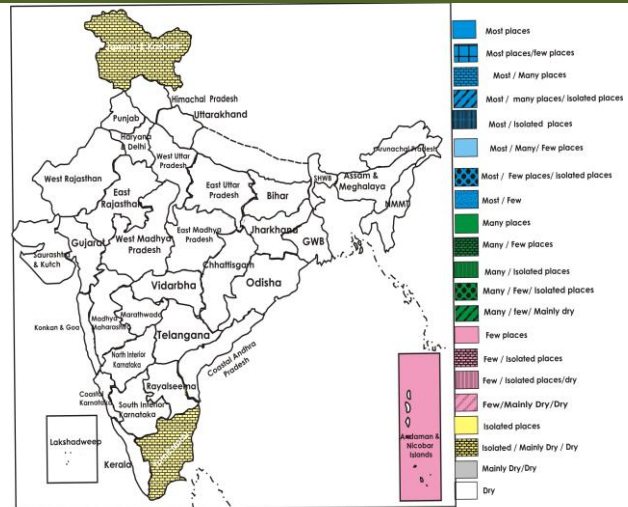 Jammu & Kashmir
Himachal Pradesh
Uttarakhand
Punjab
Haryana
& Delhi
West Uttar
Pradesh
Arunachal Pradesh
West Rajasthan
East
Rajasthan
East Uttar
Pradesh
Bihar
SHWB
Assam &
Meghalaya
NMMT
Saurashtra
& Kutch
Gujarat
West Madhya
Pradesh
East Madhya
Pradesh
Jharkhand
GWB
Chhattisgarh
Odisha
Vidarbha
Konkan & Goa
Madhya
Maharashtra
Marathwada
Telangana
North Interior
Karnataka
Coastal Andhra
Pradesh
Rayalseema
Coastal
Karnataka
South Interior
Karnataka
Lakshadweep
Kerala
Andaman &
Nicobar
Islands
Most places
Most places/few places
Most / Many places
Most / many places/ isolated places
Most / Isolated places
Most / Many/ Few places
Most / Few places/isolated places
Most / Few
Many places
Many / Few places
Many / Isolated places
Many / Few/ Isolated places
Many / few/ Mainly dry
Few places
Few / Isolated places
Few / Isolated places/dry
Few/Mainly Dry/Dry
Isolated places
Isolated / Mainly Dry / Dry
Mainly Dry/Dry
Dry